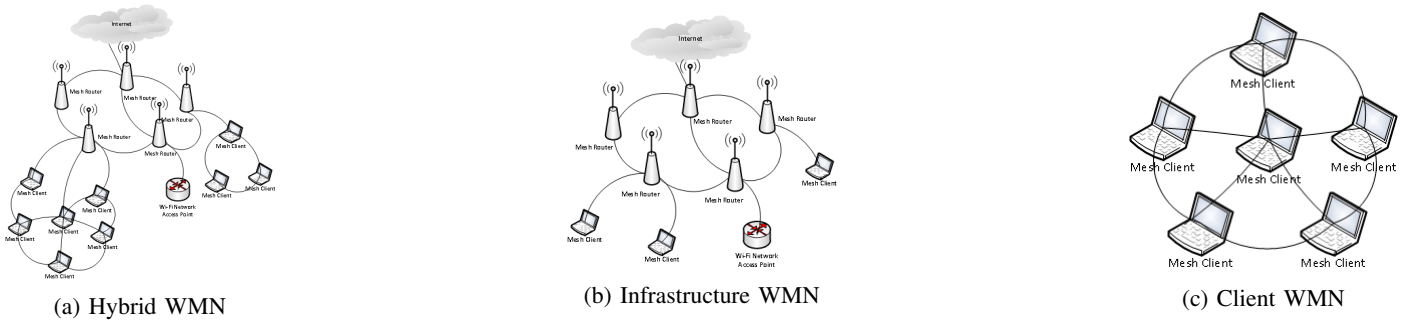 Internet
Mesh Router
Mesh Router
Mesh Router
Mesh Router
Mesh Router
Mesh Client
Mesh Client
Mesh Client
Mesh Client
Mesh Client
Wi-Fi Network
Access Point
Mesh Client
Mesh Client
Mesh Client
Mesh Client
(a) Hybrid WMN
Internet
Mesh Router
Mesh Router
Mesh Router
Mesh Router
Mesh Router
Mesh Client
Mesh Client
Mesh Client
Wi-Fi Network
Access Point
(b) Infrastructure WMN
Mesh Client
Mesh Client
Mesh Client
Mesh Client
Mesh Client
Mesh Client
(c) Client WMN